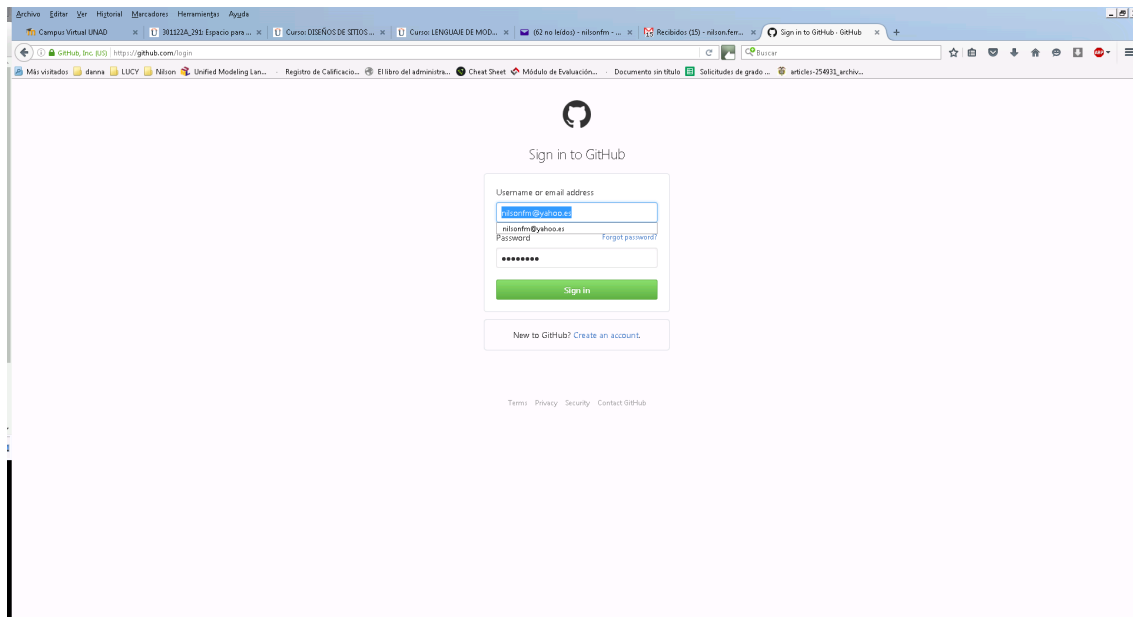 Archivo Editar Ver Historial Marcadores Herramientas Ayuda
Campus Virtual UNAD
301122A_291: Espacio para ...
Curso: DISEÑOS DE SITIOS ...
Curso: LENGUAJE DE MOD...
(62 no leídos) - nilsonfm - ...
Recibidos (15) - nilson.ferr...
Sign in to GitHub · GitHub
GitHub, Inc. (US) https://github.com/login
Buscar
Más visitados danna LUCY Nilson Unified Modeling Lan... Registro de Calificacio... El libro del administra... Cheat Sheet Módulo de Evaluación... Documento sin título Solicitudes de grado ... articles-254931_archiv...
Sign in to GitHub
Username or email address
nilsonfm@yahoo.es
nilsonfm@yahoo.es
Password Forgot password?
Sign in
New to GitHub? Create an account.
Terms Privacy Security Contact GitHub